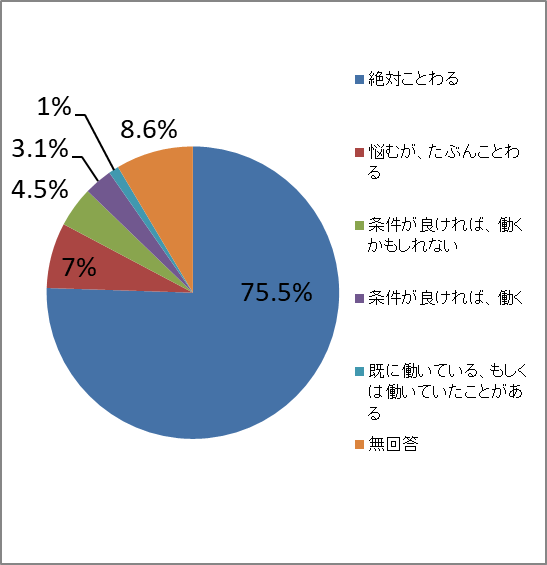 1%
3.1%
4.5%
8.6%
7%
75.5%
絶対ことわる
悩むが、たぶんことわ
る
条件が良ければ、働く
かもしれない
条件が良ければ、働く
既に働いている、もしく
は働いていたことがあ
る
無回答